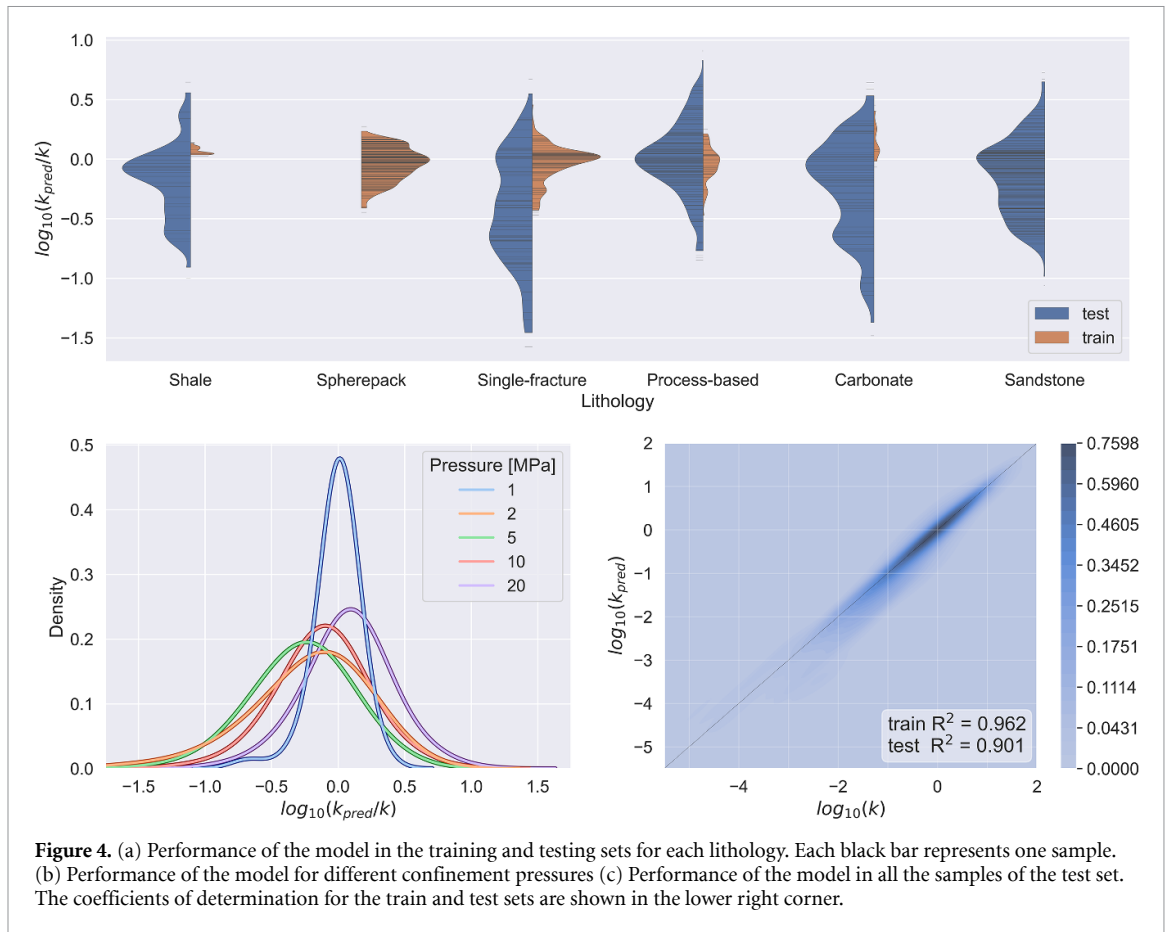 1.0
0.5
0.0
−0.5
−1.0
−1.5
log10(kpred/k)
test
train
Shale Spherepack Single-fracture Process-based Carbonate Sandstone
Lithology
0.5
0.4
0.3
0.2
0.1
0.0
Density
Pressure [MPa]
1
2
5
10
20
−1.5 −1.0 −0.5 0.0 0.5 1.0 1.5
log10(kpred/k)
2
1
0
−1
−2
−3
−4
−5
log10(kpred)
train R² = 0.962
test R² = 0.901
−4 −2 0 2
log10(k)
0.7598
0.5960
0.4605
0.3452
0.2515
0.1751
0.1114
0.0431
0.0000
Figure 4. (a) Performance of the model in the training and testing sets for each lithology. Each black bar represents one sample.
(b) Performance of the model for different confinement pressures (c) Performance of the model in all the samples of the test set.
The coefficients of determination for the train and test sets are shown in the lower right corner.